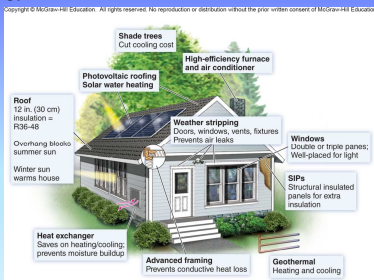 Copyright © McGraw-Hill Education. All rights reserved. No reproduction or distribution without the prior written consent of McGraw-Hill Education
Shade trees
Cut cooling cost
High-efficiency furnace
and air conditioner
Photovoltaic roofing
Solar water heating
Roof
12 in. (30 cm)
insulation =
R36-48
Overhang blocks
summer sun
Winter sun
warms house
Weather stripping
Doors, windows, vents, fixtures
Prevents air leaks
Windows
Double or triple panes;
Well-placed for light
SIPs
Structural insulated
panels for extra
insulation
Heat exchanger
Saves on heating/cooling;
prevents moisture buildup
Advanced framing
Prevents conductive heat loss
Geothermal
Heating and cooling